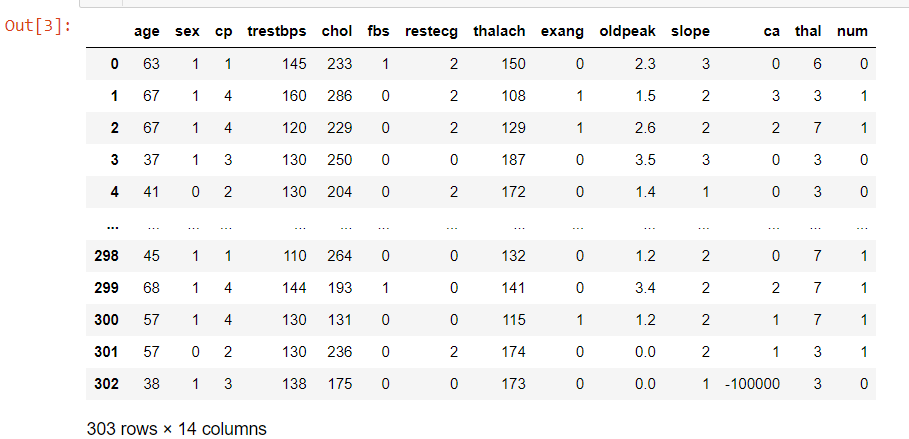 Out[3]:
age sex cp trestbps chol fbs restecg thalach exang oldpeak slope ca thal num
0 63 1 1 145 233 1 2 150 0 2.3 3 0 6 0
1 67 1 4 160 286 0 2 108 1 1.5 2 3 3 1
2 67 1 4 120 229 0 2 129 1 2.6 2 2 7 1
3 37 1 3 130 250 0 0 187 0 3.5 3 0 3 0
4 41 0 2 130 204 0 2 172 0 1.4 1 0 3 0
... ... ... ... ... ... ... ... ... ... ... ... ... ... ...
298 45 1 1 110 264 0 0 132 0 1.2 2 0 7 1
299 68 1 4 144 193 1 0 141 0 3.4 2 2 7 1
300 57 1 4 130 131 0 0 115 1 1.2 2 1 7 1
301 57 0 2 130 236 0 2 174 0 0.0 2 1 3 1
302 38 1 3 138 175 0 0 173 0 0.0 1 -100000 3 0
303 rows × 14 columns